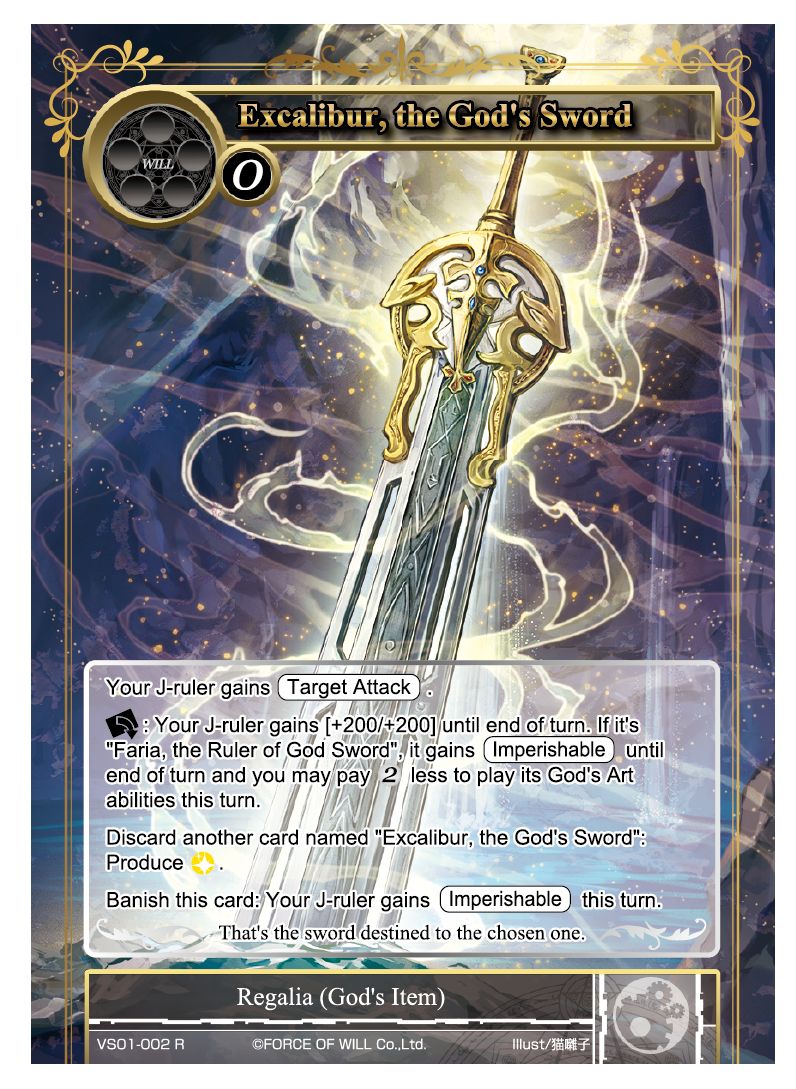 Excalibur, the God's Sword
WILL
0
Your J-ruler gains Target Attack .
: Your J-ruler gains [+200/+200] until end of turn. If it's
"Faria, the Ruler of God Sword", it gains Imperishable until
end of turn and you may pay 2 less to play its God's Art
abilities this turn.
Discard another card named "Excalibur, the God's Sword":
Produce .
Banish this card: Your J-ruler gains Imperishable this turn.
That's the sword destined to the chosen one.
Regalia (God's Item)
VS01-002 R ©FORCE OF WILL Co.,Ltd. Illust/猫囃子